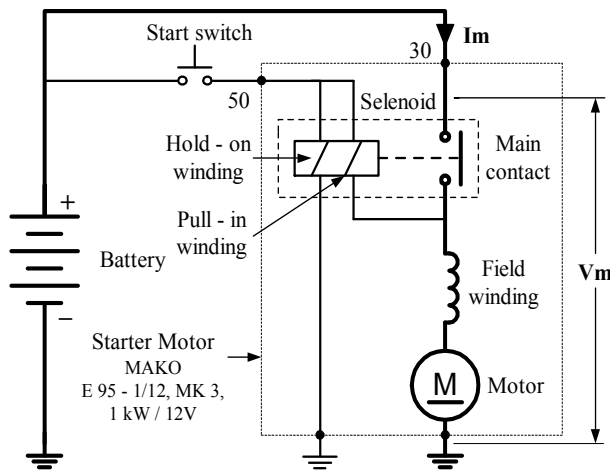 Im
Start switch
30
50
Selenoid
Hold - on
winding
Main
contact
Pull - in
winding
+
Battery
Field
winding
Vm
−
Starter Motor
MAKO
E 95 - 1/12, MK 3,
1 kW / 12V
M
Motor